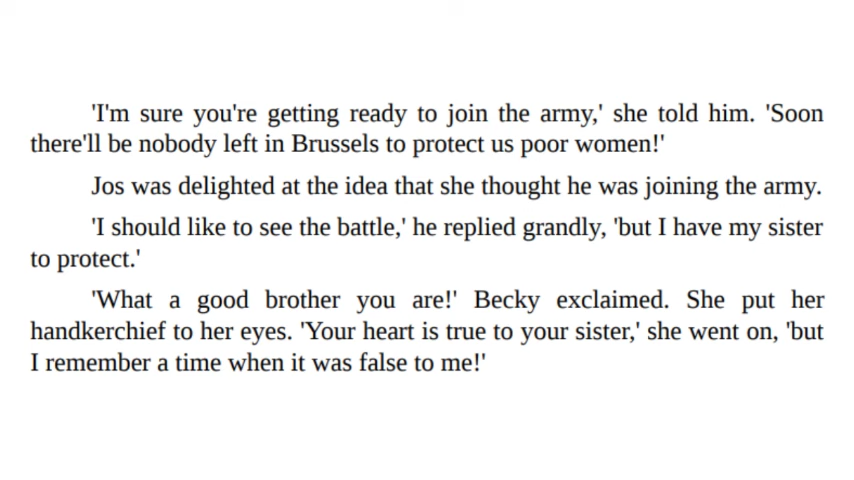 'I'm sure you're getting ready to join the army,' she told him. 'Soon
there'll be nobody left in Brussels to protect us poor women!'
Jos was delighted at the idea that she thought he was joining the army.
'I should like to see the battle,' he replied grandly, 'but I have my sister
to protect.'
'What a good brother you are!' Becky exclaimed. She put her
handkerchief to her eyes. 'Your heart is true to your sister,' she went on, 'but
I remember a time when it was false to me!'